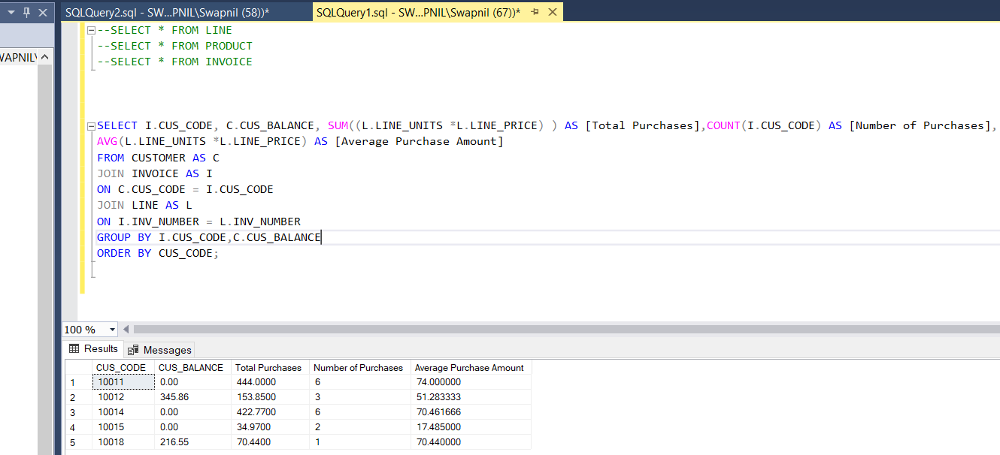 SQLQuery2.sql - SW...PNIL\Swapnil (58))* SQLQuery1.sql - SW...PNIL\Swapnil (67))*
WAPNIL\
--SELECT * FROM LINE
--SELECT * FROM PRODUCT
--SELECT * FROM INVOICE
SELECT I.CUS_CODE, C.CUS_BALANCE, SUM((L.LINE_UNITS *L.LINE_PRICE) ) AS [Total Purchases],COUNT(I.CUS_CODE) AS [Number of Purchases],
AVG(L.LINE_UNITS *L.LINE_PRICE) AS [Average Purchase Amount]
FROM CUSTOMER AS C
JOIN INVOICE AS I
ON C.CUS_CODE = I.CUS_CODE
JOIN LINE AS L
ON I.INV_NUMBER = L.INV_NUMBER
GROUP BY I.CUS_CODE,C.CUS_BALANCE
ORDER BY CUS_CODE;
100 %
Results Messages
CUS_CODE CUS_BALANCE Total Purchases Number of Purchases Average Purchase Amount
1 10011 0.00 444.0000 6 74.000000
2 10012 345.86 153.8500 3 51.283333
3 10014 0.00 422.7700 6 70.461666
4 10015 0.00 34.9700 2 17.485000
5 10018 216.55 70.4400 1 70.440000